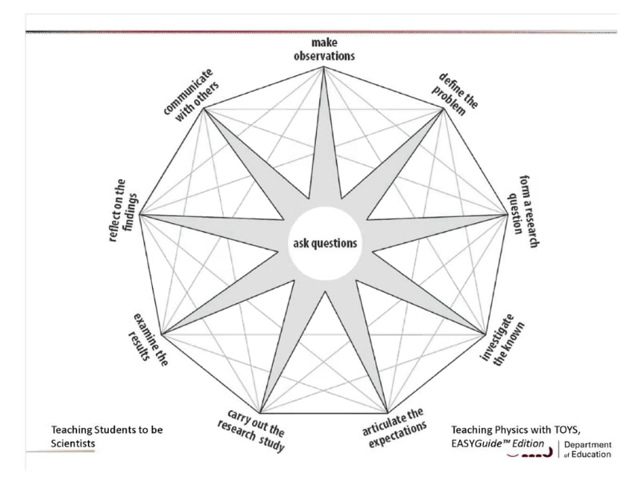 make
observations
define the
problem
form a research
question
investigate
the known
articulate the
expectations
carry out the
research study
examine the
results
reflect on the
findings
communicate
with others
ask questions
Teaching Students to be
Scientists
Teaching Physics with TOYS,
EASYGuide™ Edition
Department
of Education